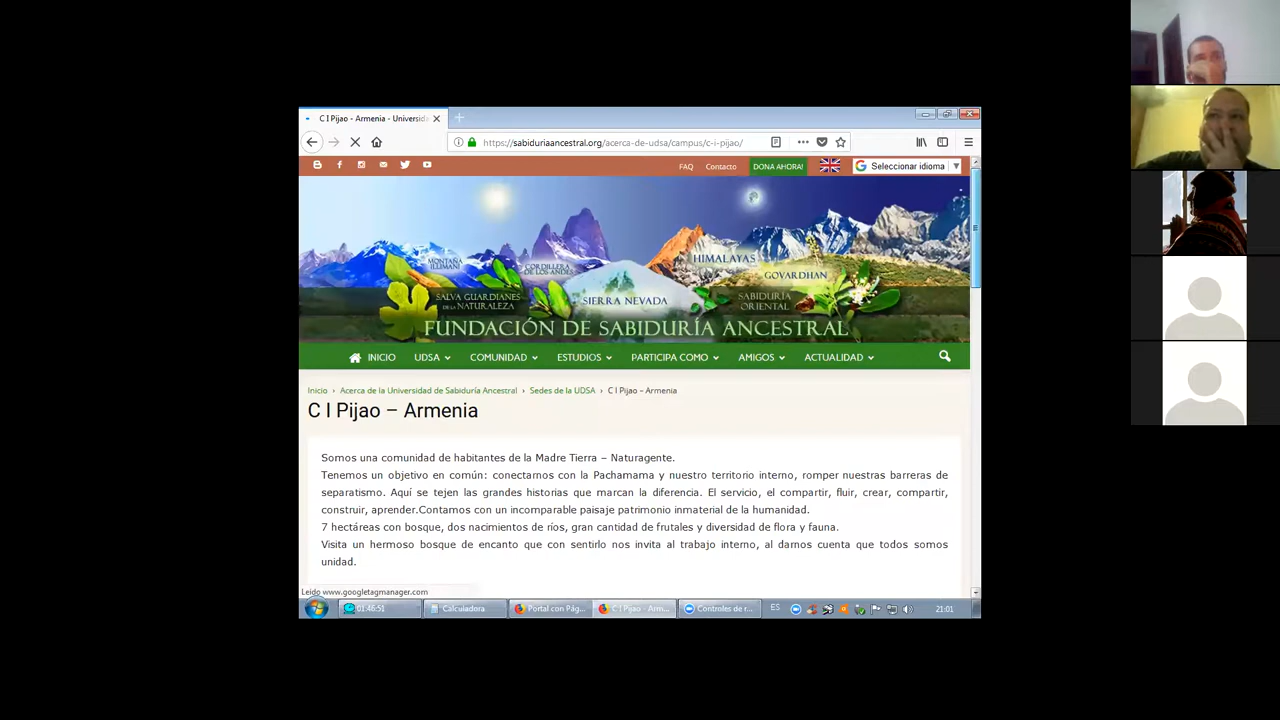 C I Pijao - Armenia - Universida
https://sabiduriaancestral.org/acerca-de-udsa/campus/c-i-pijao/
FAQ Contacto DONA AHORA! Seleccionar idioma
MONTAÑA ILLIMANI
CORDILLERA DE LOS ANDES
HIMALAYAS
GOVARDHAN
SALVA GUARDIANES DE LA NATURALEZA
SIERRA NEVADA
SABIDURÍA ORIENTAL
FUNDACIÓN DE SABIDURÍA ANCESTRAL
INICIO UDSA COMUNIDAD ESTUDIOS PARTICIPA COMO AMIGOS ACTUALIDAD
Inicio › Acerca de la Universidad de Sabiduría Ancestral › Sedes de la UDSA › C I Pijao – Armenia
C I Pijao – Armenia
Somos una comunidad de habitantes de la Madre Tierra – Naturagente.
Tenemos un objetivo en común: conectarnos con la Pachamama y nuestro territorio interno, romper nuestras barreras de
separatismo. Aquí se tejen las grandes historias que marcan la diferencia. El servicio, el compartir, fluir, crear, compartir,
construir, aprender.Contamos con un incomparable paisaje patrimonio inmaterial de la humanidad.
7 hectáreas con bosque, dos nacimientos de ríos, gran cantidad de frutales y diversidad de flora y fauna.
Visita un hermoso bosque de encanto que con sentirlo nos invita al trabajo interno, al darnos cuenta que todos somos
unidad.
Leido www.googletagmanager.com
01:46:51 Calculadora Portal con Pág... C I Pijao - Arm... Controles de r... ES 21:01